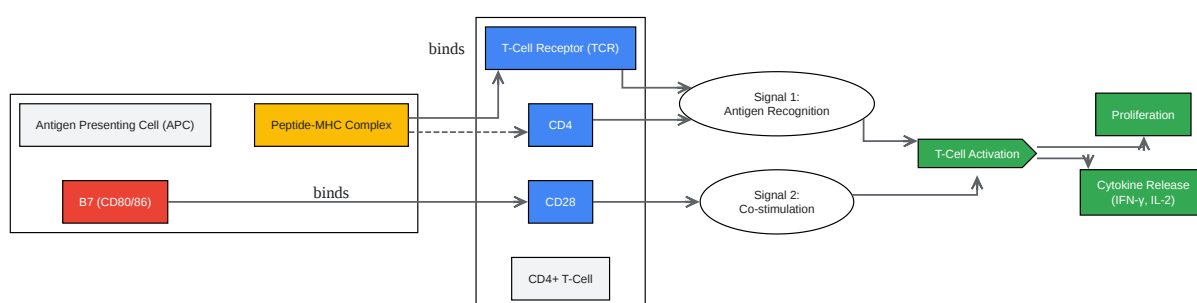 binds
T-Cell Receptor (TCR)
Antigen Presenting Cell (APC)
Peptide-MHC Complex
CD4
Signal 1:
Antigen Recognition
Proliferation
T-Cell Activation
B7 (CD80/86)
binds
CD28
Signal 2:
Co-stimulation
Cytokine Release
(IFN-γ, IL-2)
CD4+ T-Cell